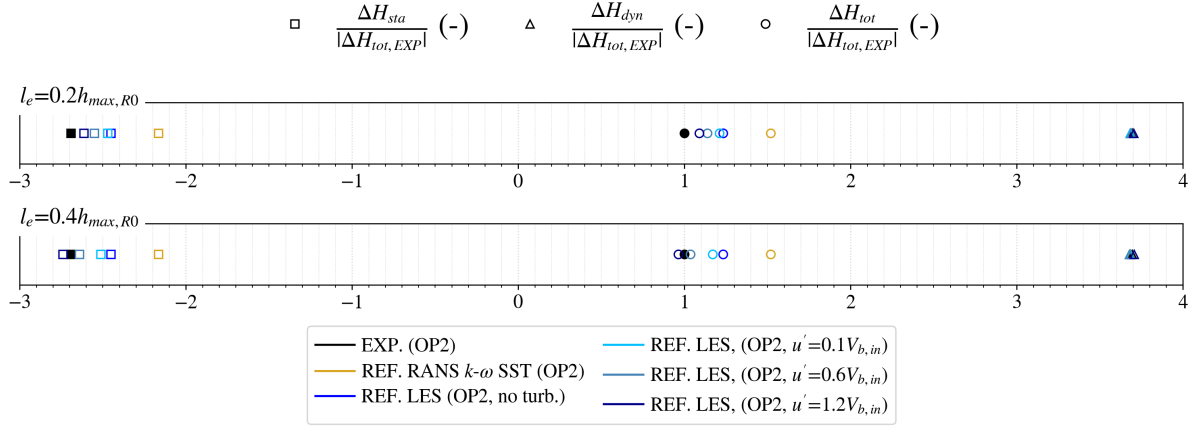 □ ΔH_sta / |ΔH_tot,EXP| (-) △ ΔH_dyn / |ΔH_tot,EXP| (-) ○ ΔH_tot / |ΔH_tot,EXP| (-)
l_e=0.2h_max,R0
−3 −2 −1 0 1 2 3 4
l_e=0.4h_max,R0
−3 −2 −1 0 1 2 3 4
EXP. (OP2)
REF. RANS k-ω SST (OP2)
REF. LES (OP2, no turb.)
REF. LES, (OP2, u′=0.1V_b,in)
REF. LES, (OP2, u′=0.6V_b,in)
REF. LES, (OP2, u′=1.2V_b,in)